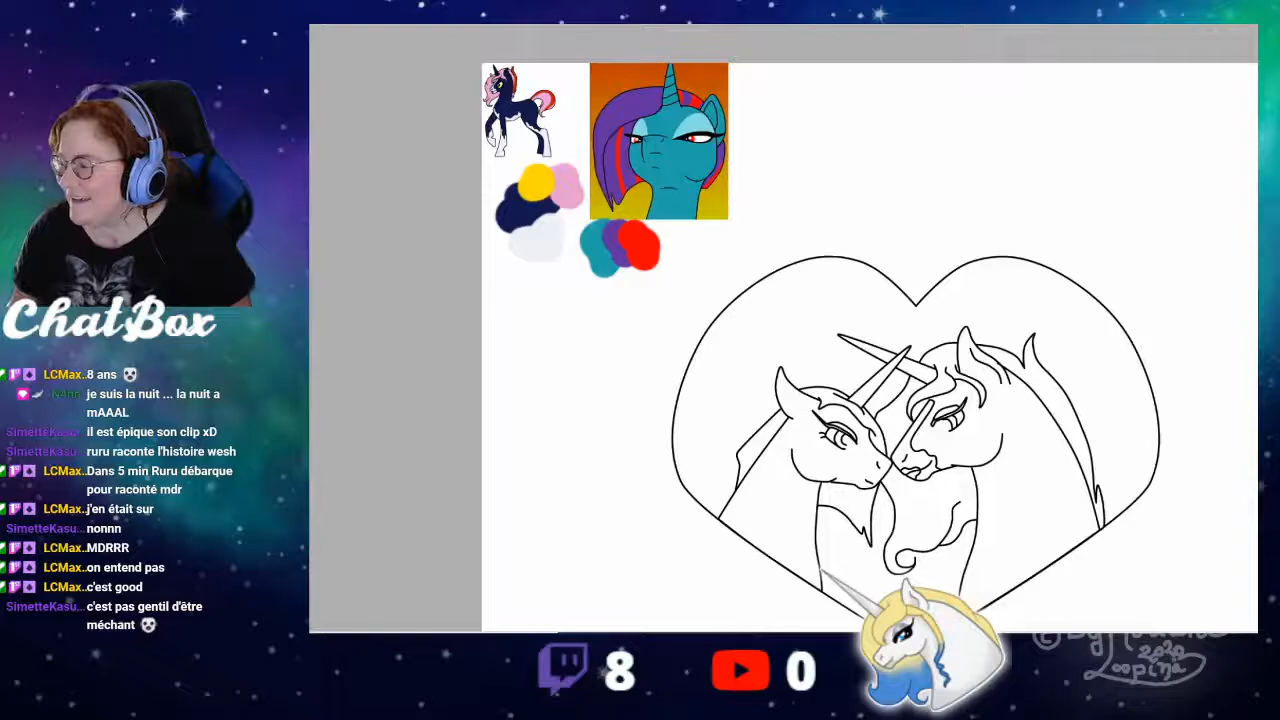 ChatBox
LCMax.. 8 ans
je suis la nuit ... la nuit a
mAAAL
SimetteKasu.. il est épique son clip xD
SimetteKasu.. ruru raconte l'histoire wesh
LCMax.. Dans 5 min Ruru débarque
pour raconté mdr
LCMax.. j'en était sur
SimetteKasu... nonnn
LCMax.. MDRRR
LCMax.. on entend pas
LCMax.. c'est good
SimetteKasu... c'est pas gentil d'être
méchant
8
0
©
2020
Loopina